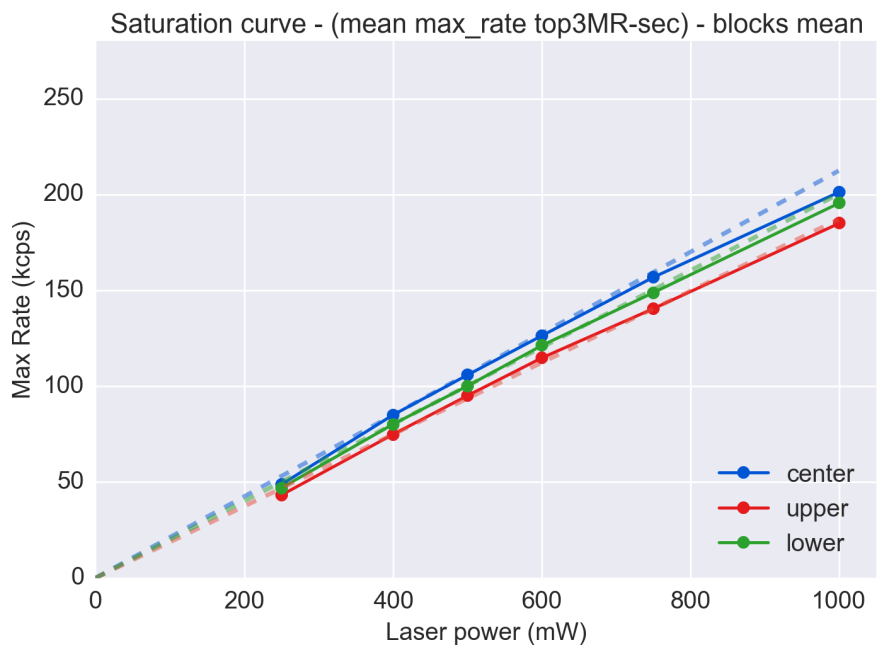 Saturation curve - (mean max_rate top3MR-sec) - blocks mean
250
200
150
100
50
0
Max Rate (kcps)
center
upper
lower
0 200 400 600 800 1000
Laser power (mW)